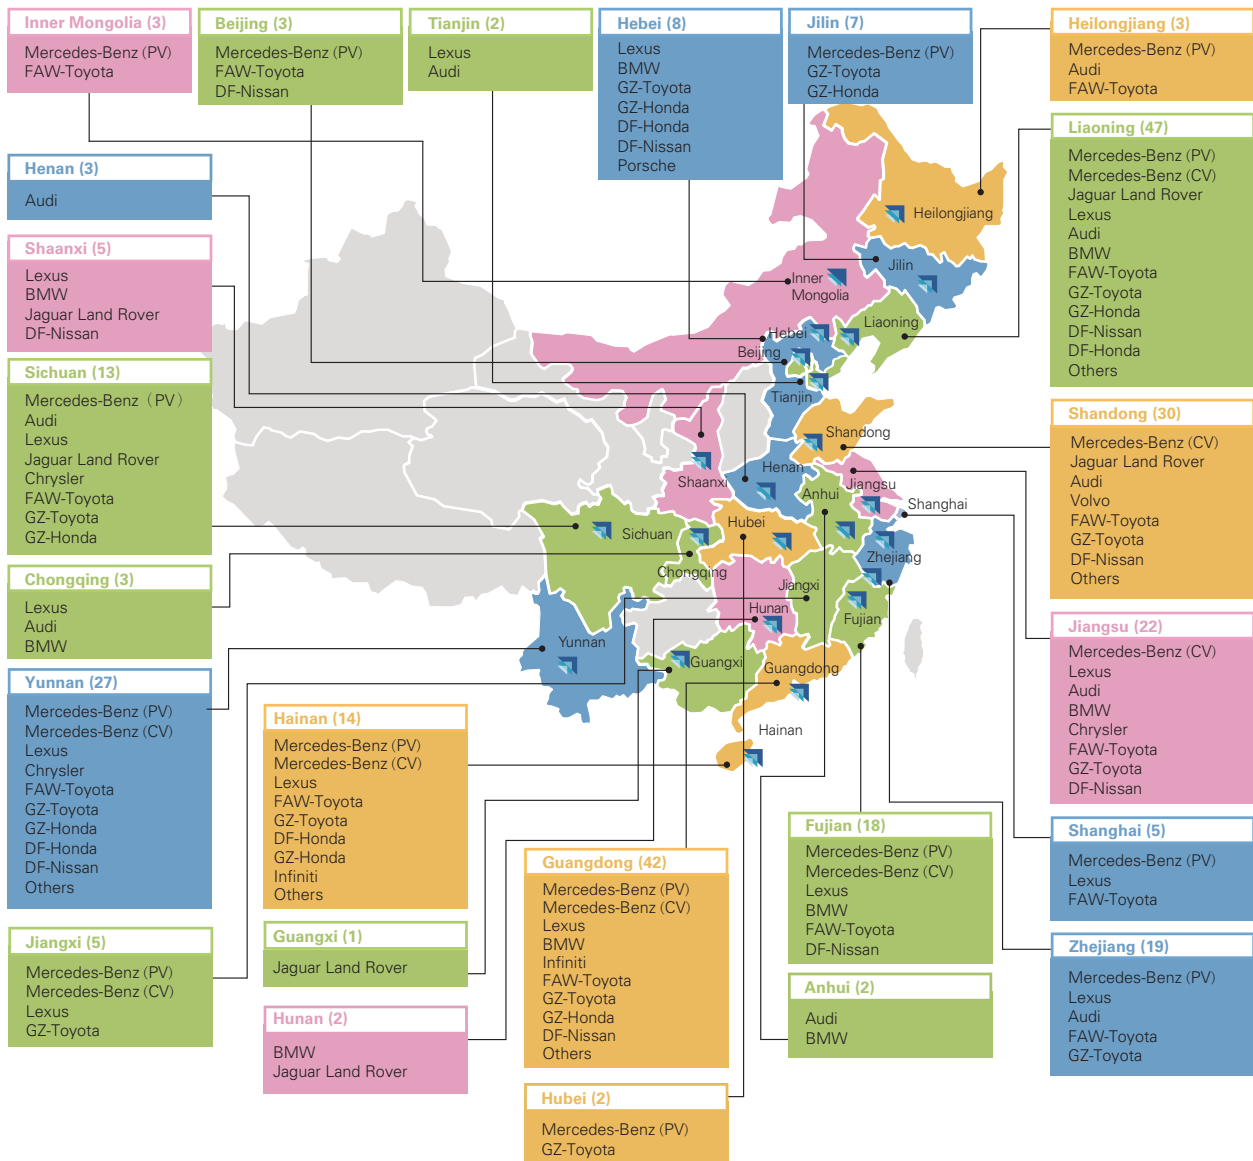 Inner Mongolia (3)
Mercedes-Benz (PV)
FAW-Toyota
Beijing (3)
Mercedes-Benz (PV)
FAW-Toyota
DF-Nissan
Tianjin (2)
Lexus
Audi
Hebei (8)
Lexus
BMW
GZ-Toyota
GZ-Honda
DF-Honda
DF-Nissan
Porsche
Jilin (7)
Mercedes-Benz (PV)
GZ-Toyota
GZ-Honda
Heilongjiang (3)
Mercedes-Benz (PV)
Audi
FAW-Toyota
Henan (3)
Audi
Shaanxi (5)
Lexus
BMW
Jaguar Land Rover
DF-Nissan
Sichuan (13)
Mercedes-Benz（PV）
Audi
Lexus
Jaguar Land Rover
Chrysler
FAW-Toyota
GZ-Toyota
GZ-Honda
Chongqing (3)
Lexus
Audi
BMW
Yunnan (27)
Mercedes-Benz (PV)
Mercedes-Benz (CV)
Lexus
Chrysler
FAW-Toyota
GZ-Toyota
GZ-Honda
DF-Honda
DF-Nissan
Others
Jiangxi (5)
Mercedes-Benz (PV)
Mercedes-Benz (CV)
Lexus
GZ-Toyota
Heilongjiang
Jilin
Inner
Mongolia
Liaoning
Hebei
Beijing
Tianjin
Shandong
Henan
Shaanxi
Anhui
Jiangsu
Shanghai
Hubei
Sichuan
Zhejiang
Chongqing
Jiangxi
Hunan
Fujian
Yunnan
Guangxi
Guangdong
Hainan
Liaoning (47)
Mercedes-Benz (PV)
Mercedes-Benz (CV)
Jaguar Land Rover
Lexus
Audi
BMW
FAW-Toyota
GZ-Toyota
GZ-Honda
DF-Nissan
DF-Honda
Others
Shandong (30)
Mercedes-Benz (CV)
Jaguar Land Rover
Audi
Volvo
FAW-Toyota
GZ-Toyota
DF-Nissan
Others
Jiangsu (22)
Mercedes-Benz (CV)
Lexus
Audi
BMW
Chrysler
FAW-Toyota
GZ-Toyota
DF-Nissan
Shanghai (5)
Mercedes-Benz (PV)
Lexus
FAW-Toyota
Zhejiang (19)
Mercedes-Benz (PV)
Lexus
Audi
FAW-Toyota
GZ-Toyota
Hainan (14)
Mercedes-Benz (PV)
Mercedes-Benz (CV)
Lexus
FAW-Toyota
GZ-Toyota
DF-Honda
GZ-Honda
Infiniti
Others
Guangxi (1)
Jaguar Land Rover
Hunan (2)
BMW
Jaguar Land Rover
Guangdong (42)
Mercedes-Benz (PV)
Mercedes-Benz (CV)
Lexus
BMW
Infiniti
FAW-Toyota
GZ-Toyota
GZ-Honda
DF-Nissan
Others
Hubei (2)
Mercedes-Benz (PV)
GZ-Toyota
Fujian (18)
Mercedes-Benz (PV)
Mercedes-Benz (CV)
Lexus
BMW
FAW-Toyota
DF-Nissan
Anhui (2)
Audi
BMW